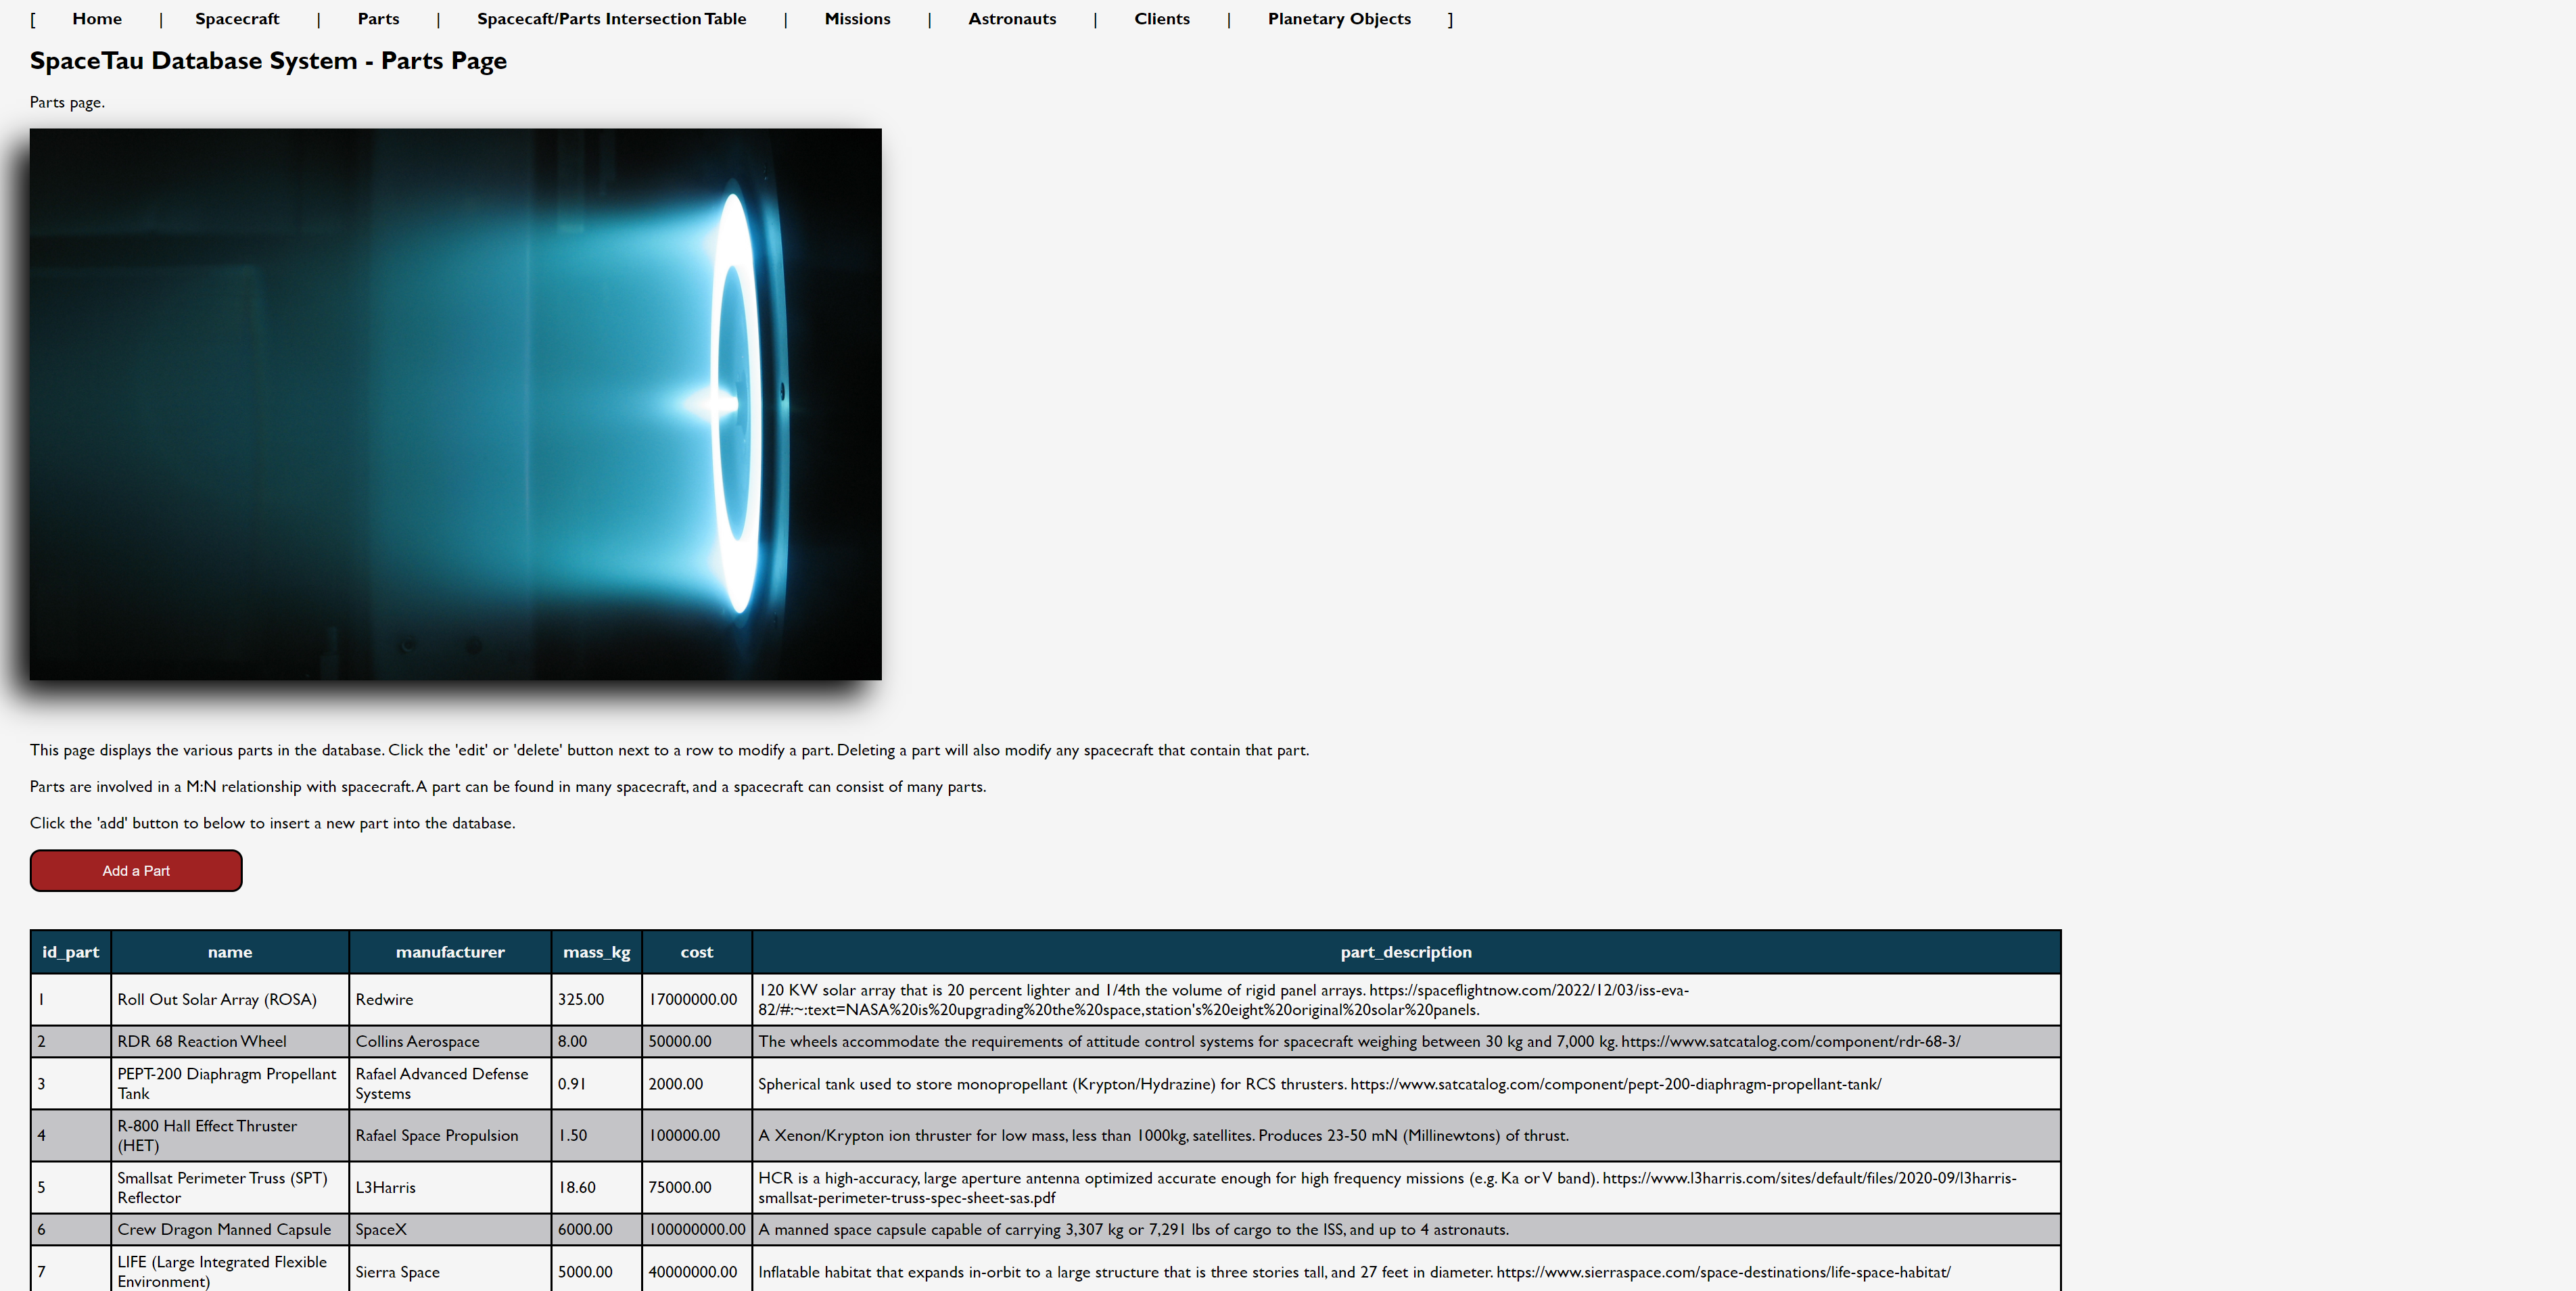 [ Home | Spacecraft | Parts | Spacecaft/Parts Intersection Table | Missions | Astronauts | Clients | Planetary Objects ]
SpaceTau Database System - Parts Page
Parts page.
This page displays the various parts in the database. Click the 'edit' or 'delete' button next to a row to modify a part. Deleting a part will also modify any spacecraft that contain that part.
Parts are involved in a M:N relationship with spacecraft. A part can be found in many spacecraft, and a spacecraft can consist of many parts.
Click the 'add' button to below to insert a new part into the database.
Add a Part
id_part name manufacturer mass_kg cost part_description
1 Roll Out Solar Array (ROSA) Redwire 325.00 17000000.00 120 KW solar array that is 20 percent lighter and 1/4th the volume of rigid panel arrays. https://spaceflightnow.com/2022/12/03/iss-eva-
82/#:~:text=NASA%20is%20upgrading%20the%20space,station's%20eight%20original%20solar%20panels.
2 RDR 68 Reaction Wheel Collins Aerospace 8.00 50000.00 The wheels accommodate the requirements of attitude control systems for spacecraft weighing between 30 kg and 7,000 kg. https://www.satcatalog.com/component/rdr-68-3/
3 PEPT-200 Diaphragm Propellant
Tank Rafael Advanced Defense
Systems 0.91 2000.00 Spherical tank used to store monopropellant (Krypton/Hydrazine) for RCS thrusters. https://www.satcatalog.com/component/pept-200-diaphragm-propellant-tank/
4 R-800 Hall Effect Thruster
(HET) Rafael Space Propulsion 1.50 100000.00 A Xenon/Krypton ion thruster for low mass, less than 1000kg, satellites. Produces 23-50 mN (Millinewtons) of thrust.
5 Smallsat Perimeter Truss (SPT)
Reflector L3Harris 18.60 75000.00 HCR is a high-accuracy, large aperture antenna optimized accurate enough for high frequency missions (e.g. Ka or V band). https://www.l3harris.com/sites/default/files/2020-09/l3harris-
smallsat-perimeter-truss-spec-sheet-sas.pdf
6 Crew Dragon Manned Capsule SpaceX 6000.00 100000000.00 A manned space capsule capable of carrying 3,307 kg or 7,291 lbs of cargo to the ISS, and up to 4 astronauts.
7 LIFE (Large Integrated Flexible
Environment) Sierra Space 5000.00 40000000.00 Inflatable habitat that expands in-orbit to a large structure that is three stories tall, and 27 feet in diameter. https://www.sierraspace.com/space-destinations/life-space-habitat/